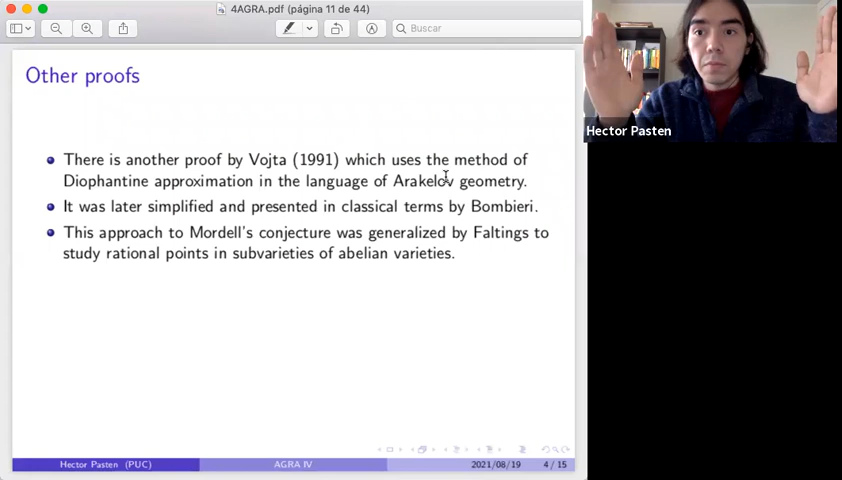 4AGRA.pdf (página 11 de 44)
Buscar
Other proofs
There is another proof by Vojta (1991) which uses the method of
Diophantine approximation in the language of Arakelov geometry.
It was later simplified and presented in classical terms by Bombieri.
This approach to Mordell's conjecture was generalized by Faltings to
study rational points in subvarieties of abelian varieties.
Hector Pasten (PUC) AGRA IV 2021/08/19 4 / 15
Hector Pasten